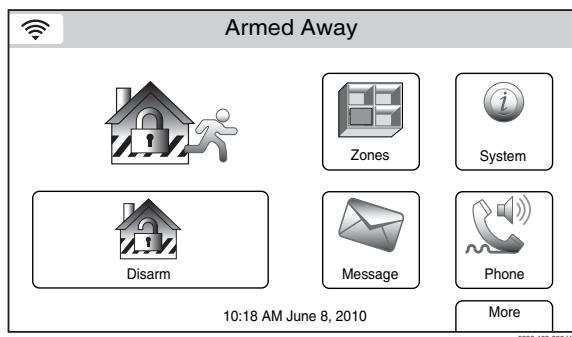 Armed Away
Zones
System
Disarm
Message
Phone
10:18 AM June 8, 2010
More